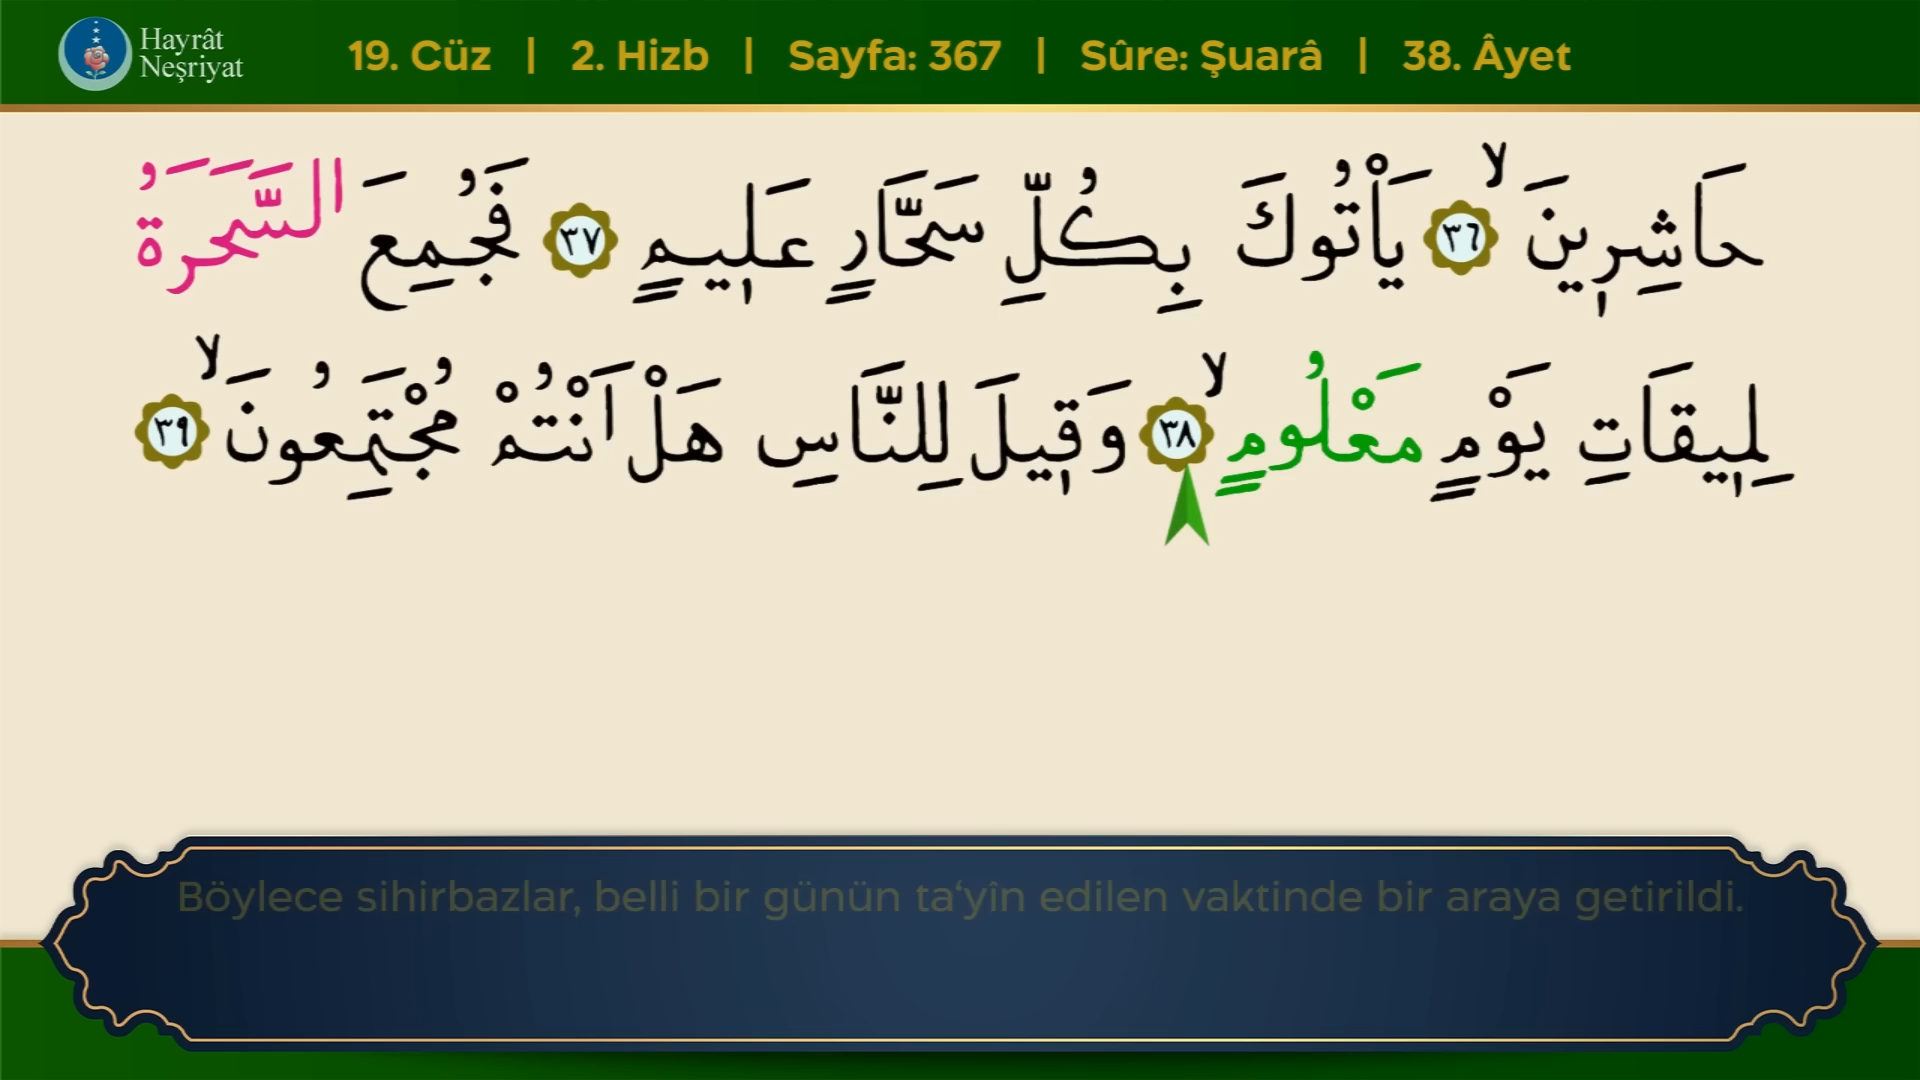 Hayrât
Neşriyat
19. Cüz | 2. Hizb | Sayfa: 367 | Sûre: Şuarâ | 38. Âyet
حَاشِرٖينَۙ ٣٦ يَأْتُوكَ بِكُلِّ سَحَّارٍ عَلٖيمٍ ٣٧ فَجُمِعَ السَّحَرَةُ
لِمٖيقَاتِ يَوْمٍ مَعْلُومٍۙ ٣٨ وَقٖيلَ لِلنَّاسِ هَلْ اَنْتُمْ مُجْتَمِعُونَۙ ٣٩
Böylece sihirbazlar, belli bir günün ta‘yîn edilen vaktinde bir araya getirildi.